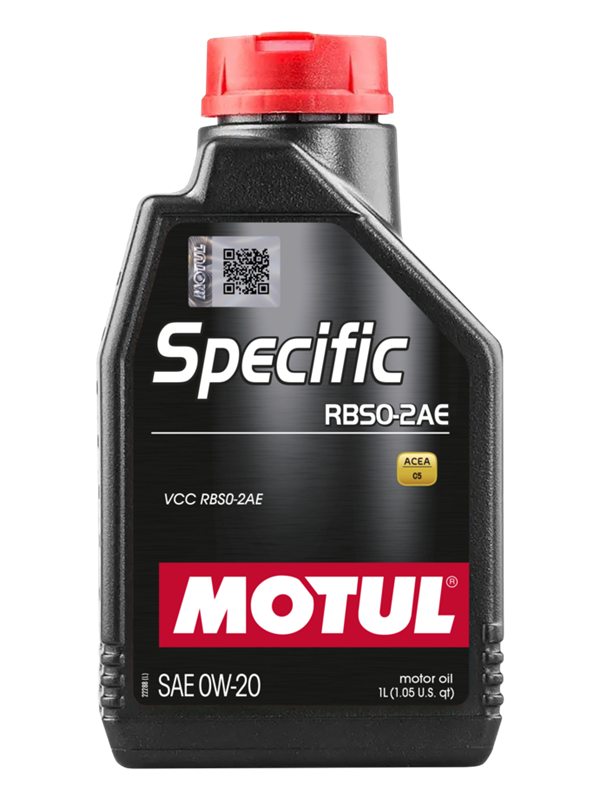 MOTUL
Specific
RBS0-2AE
ACEA
C5
VCC RBS0-2AE
MOTUL®
SAE 0W-20
motor oil
1L (1.05 U.S. qt)
22288 (L)